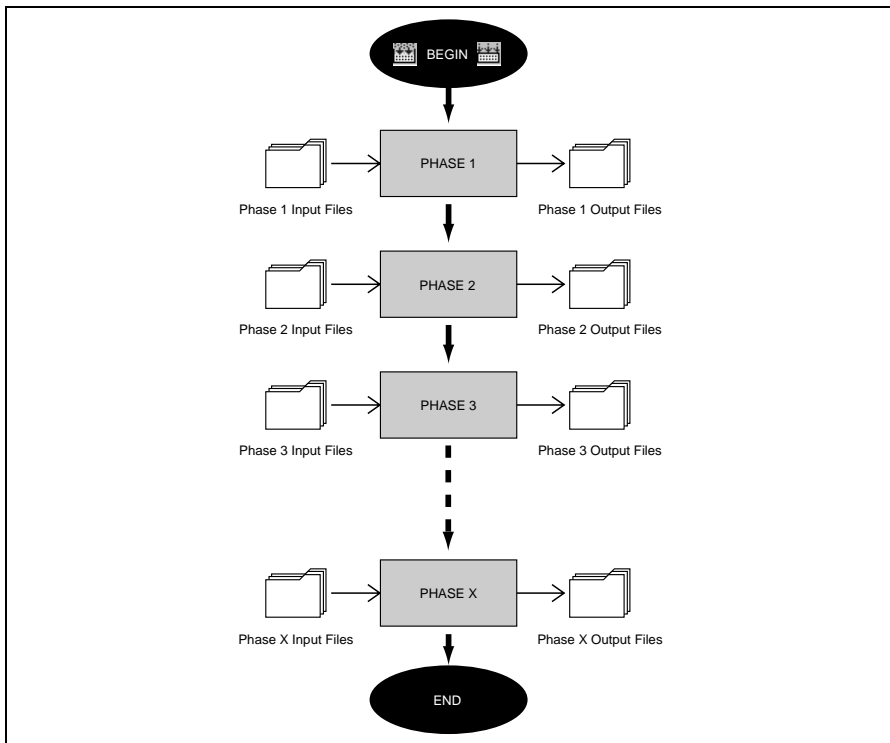 BEGIN
PHASE 1
Phase 1 Input Files
Phase 1 Output Files
PHASE 2
Phase 2 Input Files
Phase 2 Output Files
PHASE 3
Phase 3 Input Files
Phase 3 Output Files
PHASE X
Phase X Input Files
Phase X Output Files
END